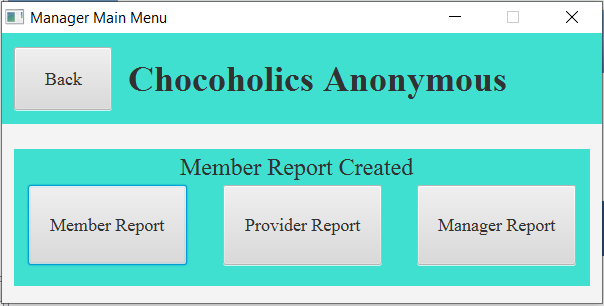 Manager Main Menu
Back
Chocoholics Anonymous
Member Report Created
Member Report
Provider Report
Manager Report